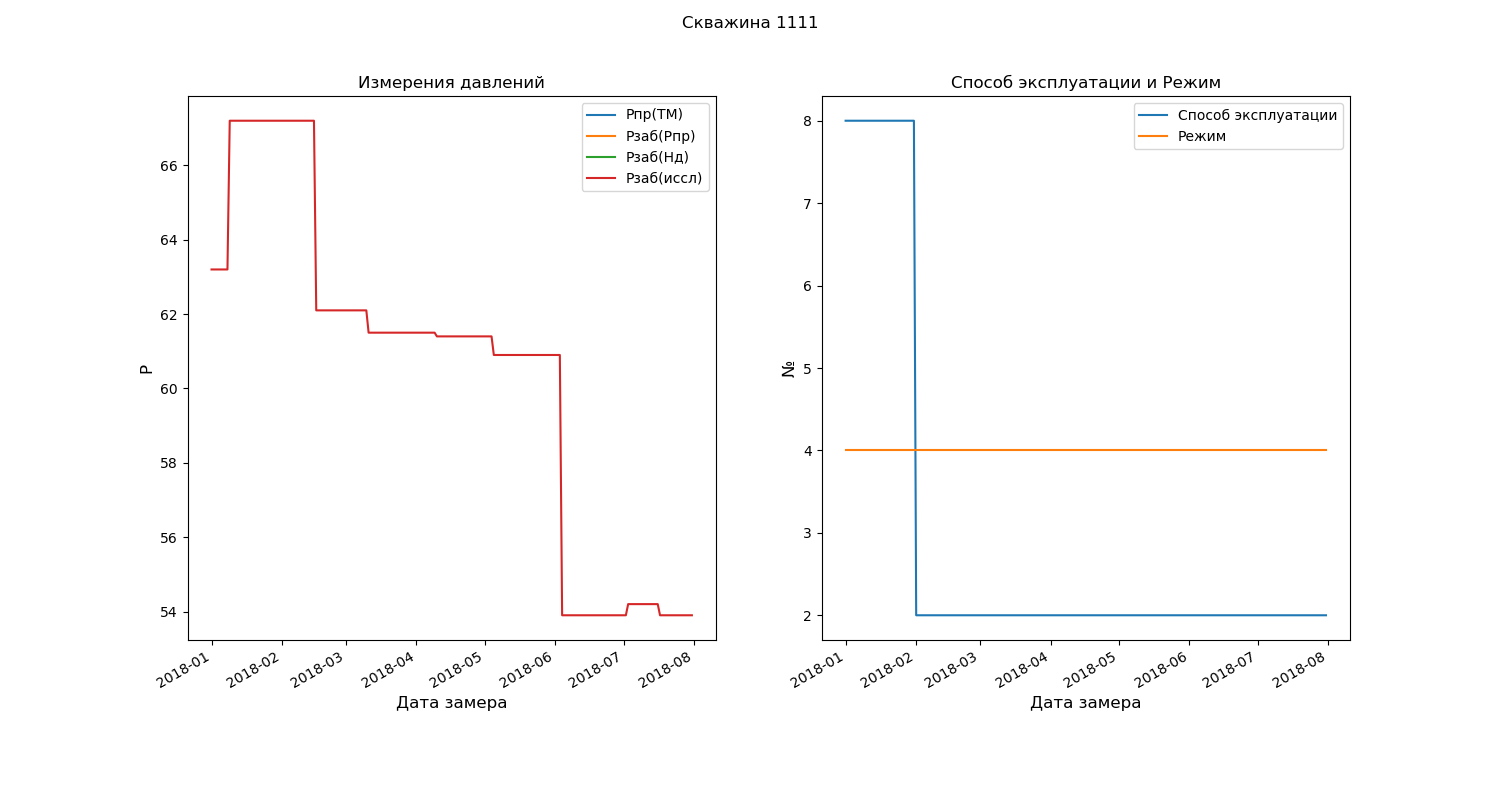 Скважина 1111
Измерения давлений
Рпр(ТМ)
Рзаб(Рпр)
Рзаб(Нд)
Рзаб(иссл)
66
64
62
60
58
56
54
Р
2018-01
2018-02
2018-03
2018-04
2018-05
2018-06
2018-07
2018-08
Дата замера
Способ эксплуатации и Режим
Способ эксплуатации
Режим
8
7
6
5
4
3
2
№
2018-01
2018-02
2018-03
2018-04
2018-05
2018-06
2018-07
2018-08
Дата замера